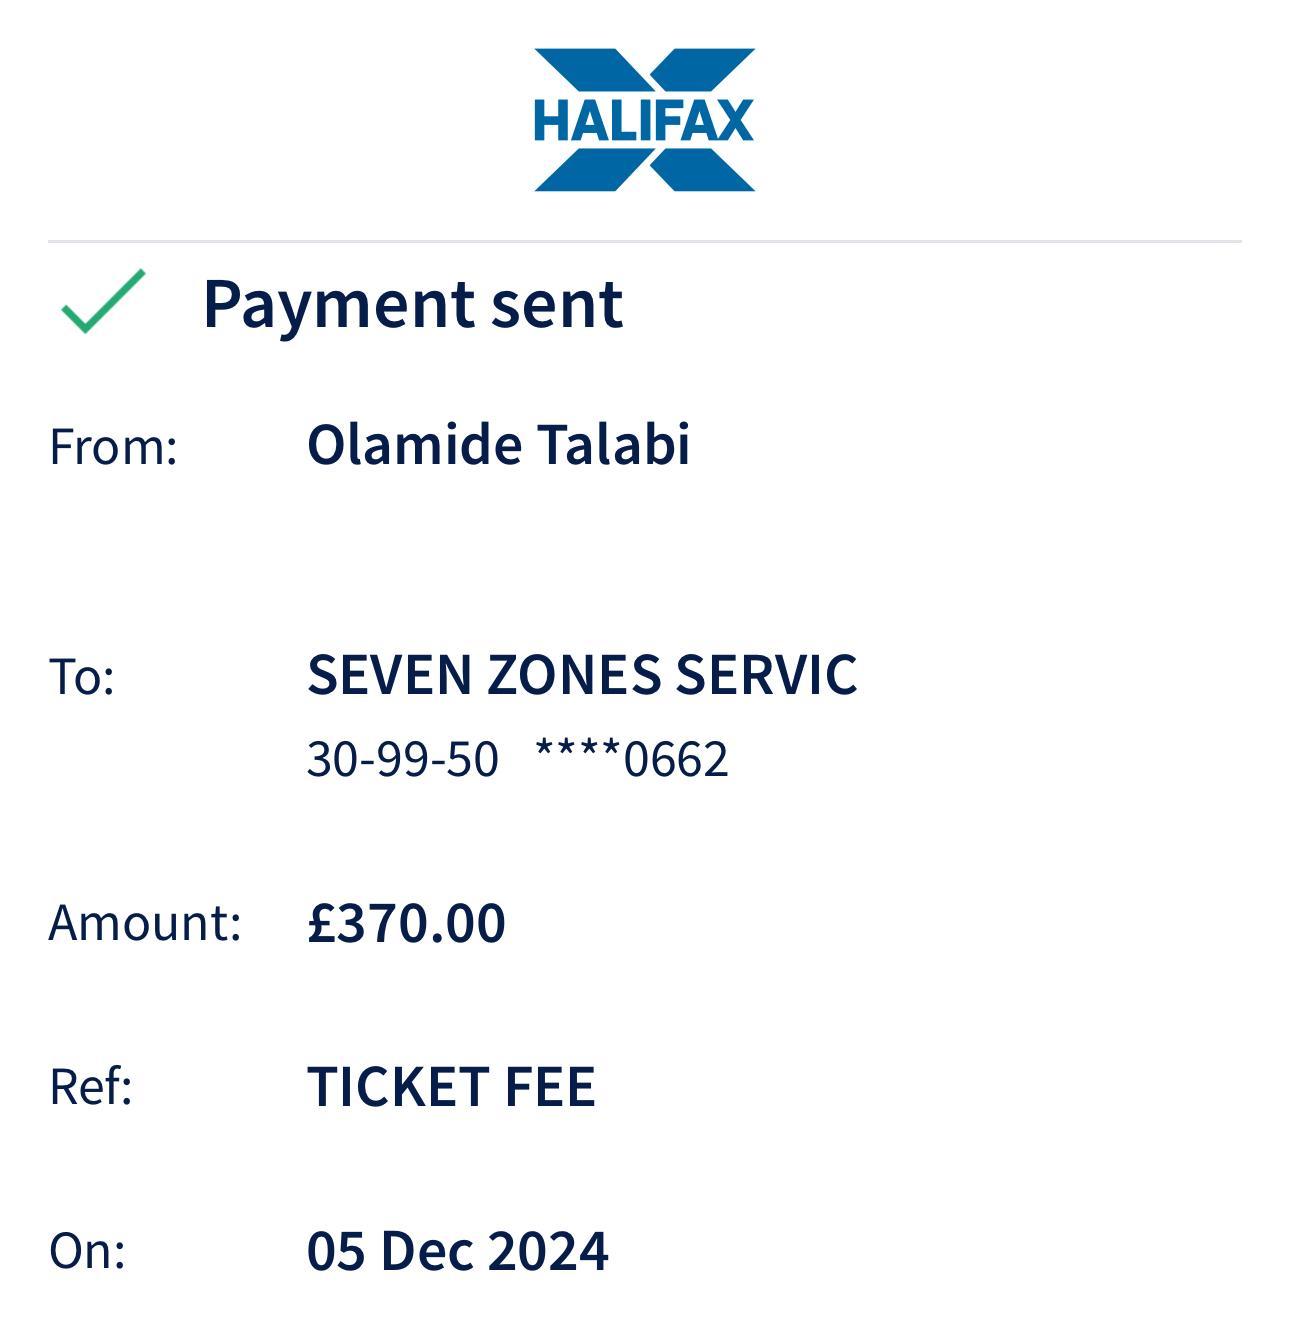 HALIFAX
Payment sent
From: Olamide Talabi
To: SEVEN ZONES SERVIC
30-99-50 ****0662
Amount: £370.00
Ref: TICKET FEE
On: 05 Dec 2024